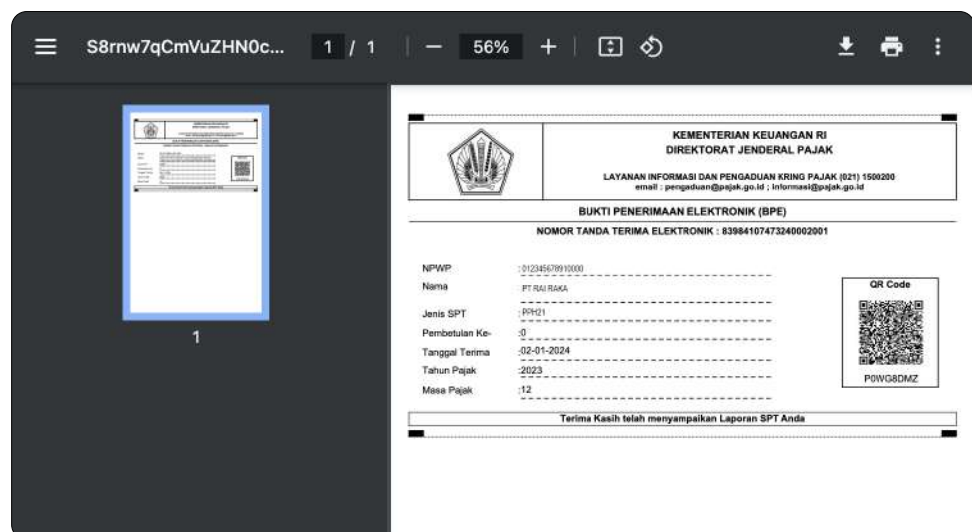 S8rnw7qCmVuZHN0c...
1 / 1
56%
KEMENTERIAN KEUANGAN RI
DIREKTORAT JENDERAL PAJAK
LAYANAN INFORMASI DAN PENGADUAN KRING PAJAK (021) 1500200
email : pengaduan@pajak.go.id ; informasi@pajak.go.id
BUKTI PENERIMAAN ELEKTRONIK (BPE)
NOMOR TANDA TERIMA ELEKTRONIK : 83984107473240002001
NPWP : 012345678910000
Nama PT RAI RAKA
Jenis SPT : PPH21
Pembetulan Ke- :0
Tanggal Terima :02-01-2024
Tahun Pajak :2023
Masa Pajak :12
QR Code
P0WG8DMZ
Terima Kasih telah menyampaikan Laporan SPT Anda
1